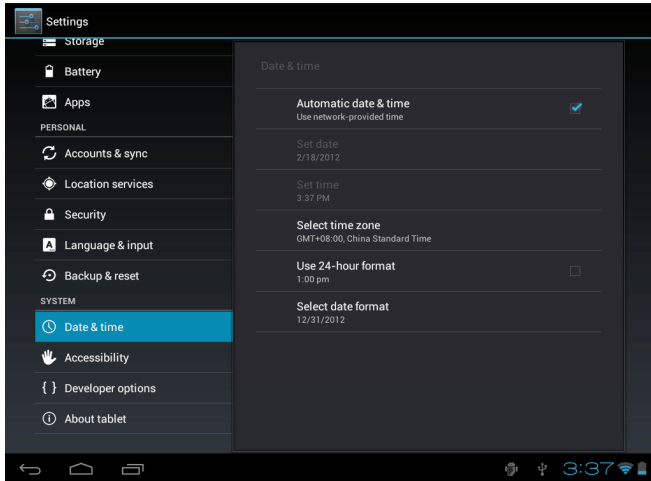 Settings
Storage
Battery
Apps
PERSONAL
Accounts & sync
Location services
Security
A Language & input
Backup & reset
SYSTEM
Date & time
Accessibility
{ } Developer options
About tablet
Date & time
Automatic date & time
Use network-provided time
Set date
2/18/2012
Set time
3:37 PM
Select time zone
GMT+08:00, China Standard Time
Use 24-hour format
1:00 pm
Select date format
12/31/2012
3:37